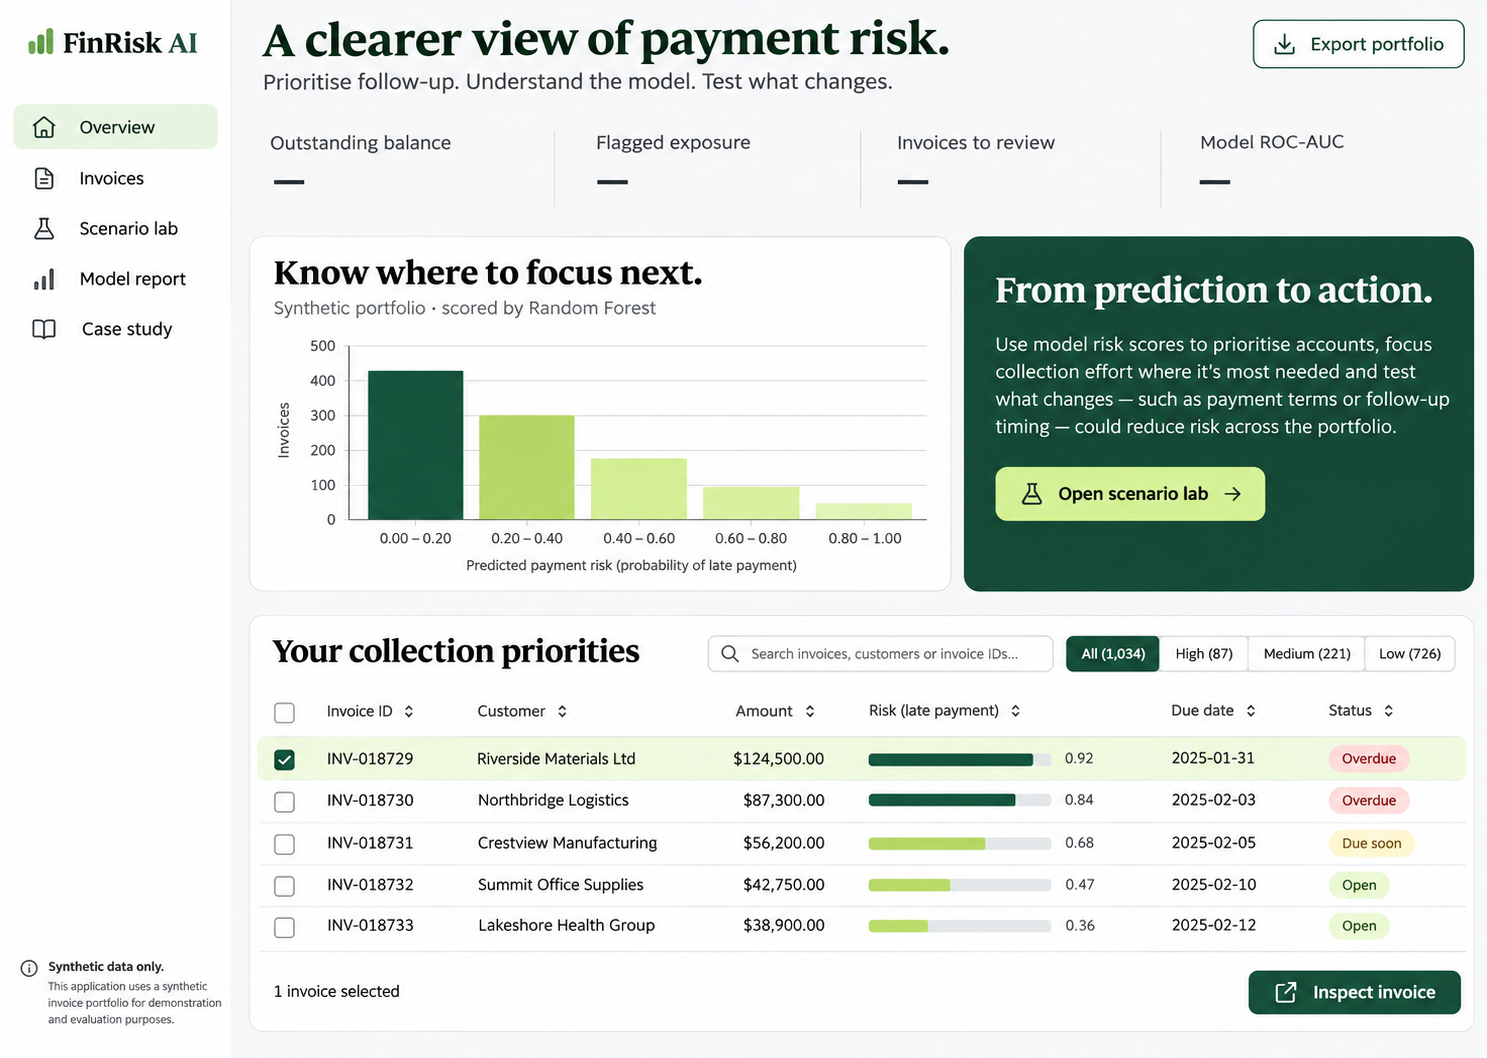 FinRisk AI
Overview
Invoices
Scenario lab
Model report
Case study
Synthetic data only.
This application uses a synthetic
invoice portfolio for demonstration
and evaluation purposes.
A clearer view of payment risk.
Prioritise follow-up. Understand the model. Test what changes.
Export portfolio
Outstanding balance
—
Flagged exposure
—
Invoices to review
—
Model ROC-AUC
—
Know where to focus next.
Synthetic portfolio · scored by Random Forest
Invoices
500
400
300
200
100
0
0.00 – 0.20 0.20 – 0.40 0.40 – 0.60 0.60 – 0.80 0.80 – 1.00
Predicted payment risk (probability of late payment)
From prediction to action.
Use model risk scores to prioritise accounts, focus
collection effort where it's most needed and test
what changes — such as payment terms or follow-up
timing — could reduce risk across the portfolio.
Open scenario lab →
Your collection priorities
Search invoices, customers or invoice IDs...
All (1,034) High (87) Medium (221) Low (726)
Invoice ID Customer Amount Risk (late payment) Due date Status
INV-018729 Riverside Materials Ltd $124,500.00 0.92 2025-01-31 Overdue
INV-018730 Northbridge Logistics $87,300.00 0.84 2025-02-03 Overdue
INV-018731 Crestview Manufacturing $56,200.00 0.68 2025-02-05 Due soon
INV-018732 Summit Office Supplies $42,750.00 0.47 2025-02-10 Open
INV-018733 Lakeshore Health Group $38,900.00 0.36 2025-02-12 Open
1 invoice selected
Inspect invoice